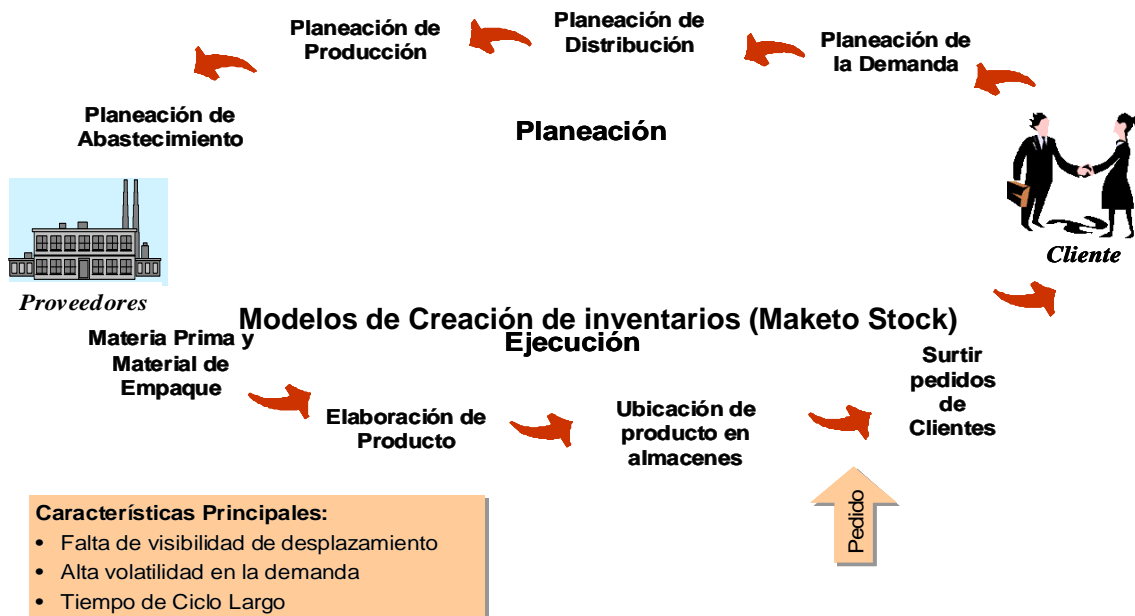 Planeación de
Producción
Planeación de
Distribución
Planeación de
la Demanda
Planeación de
Abastecimiento
Planeación
Cliente
Proveedores
Modelos de Creación de inventarios (Maketo Stock)
Ejecución
Materia Prima y
Material de
Empaque
Elaboración de
Producto
Ubicación de
producto en
almacenes
Surtir
pedidos
de
Clientes
Pedido
Características Principales:
• Falta de visibilidad de desplazamiento
• Alta volatilidad en la demanda
• Tiempo de Ciclo Largo